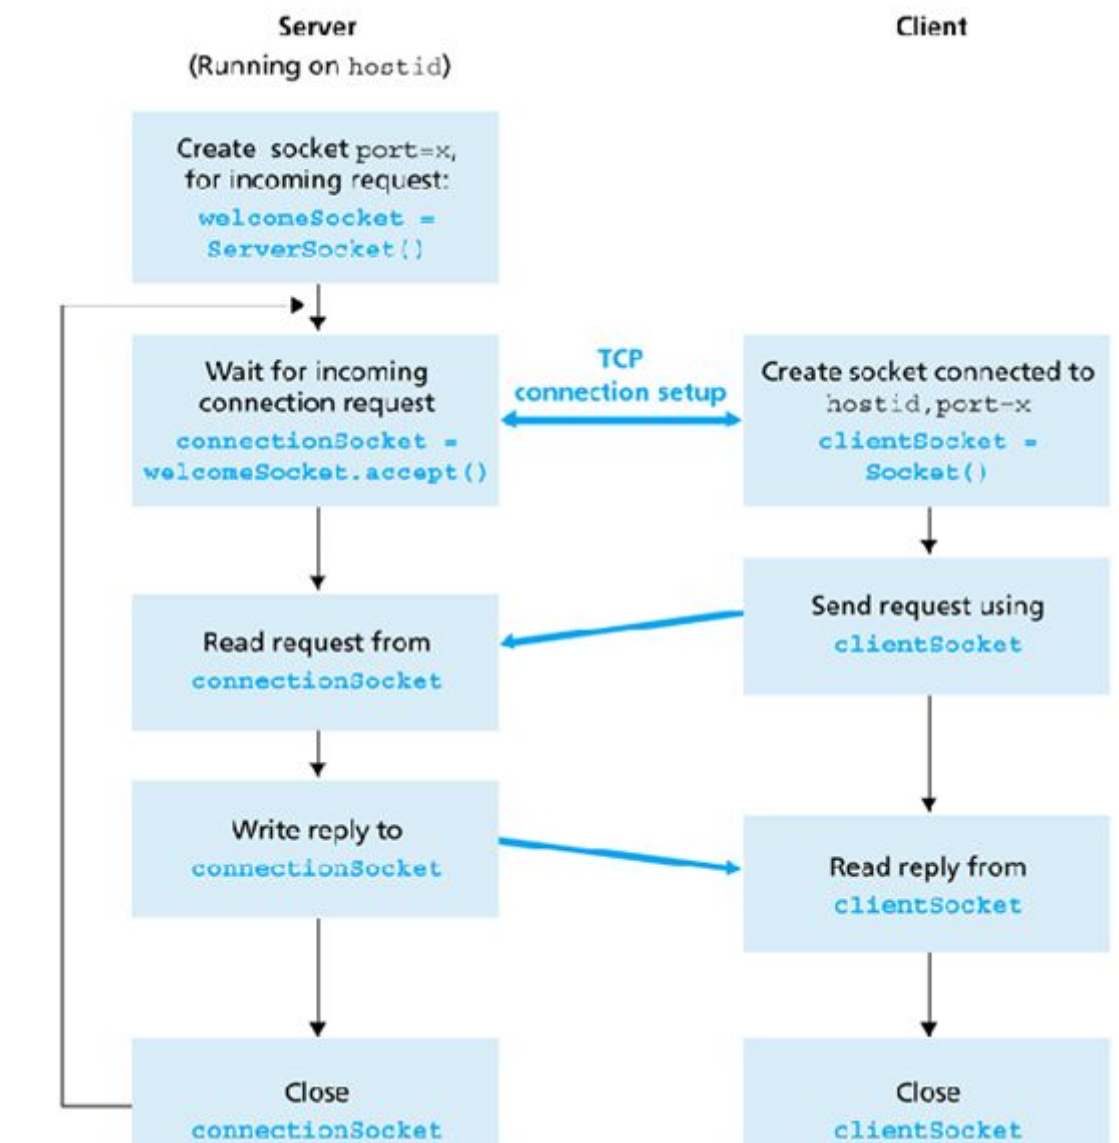 Server
(Running on hostid)
Create socket port=x,
for incoming request:
welcomeSocket =
ServerSocket()
Wait for incoming
connection request
connectionSocket =
welcomeSocket.accept()
Read request from
connectionSocket
Write reply to
connectionSocket
Close
connectionSocket
TCP
connection setup
Client
Create socket connected to
hostid,port=x
clientSocket =
Socket()
Send request using
clientSocket
Read reply from
clientSocket
Close
clientSocket